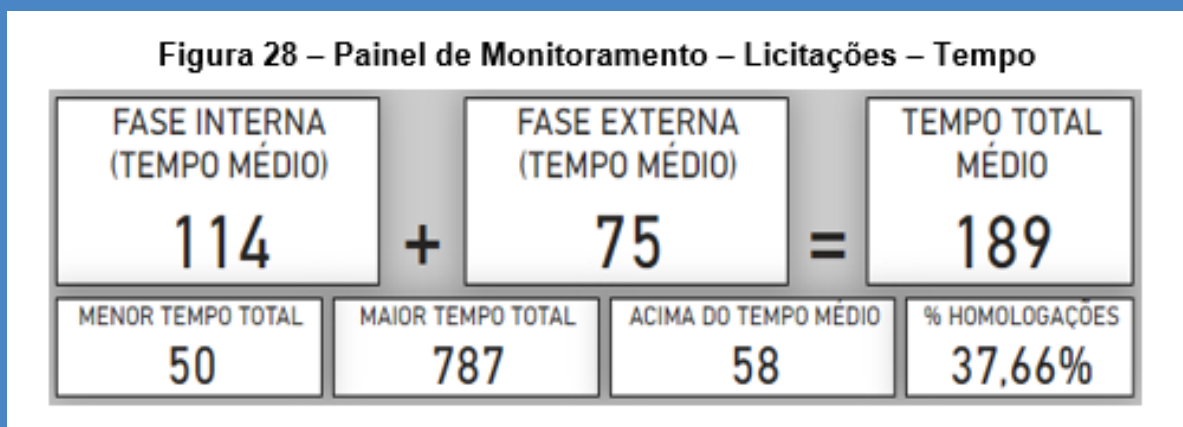 Figura 28 – Painel de Monitoramento – Licitações – Tempo
FASE INTERNA
(TEMPO MÉDIO)
114
+
FASE EXTERNA
(TEMPO MÉDIO)
75
=
TEMPO TOTAL
MÉDIO
189
MENOR TEMPO TOTAL
50
MAIOR TEMPO TOTAL
787
ACIMA DO TEMPO MÉDIO
58
% HOMOLOGAÇÕES
37,66%